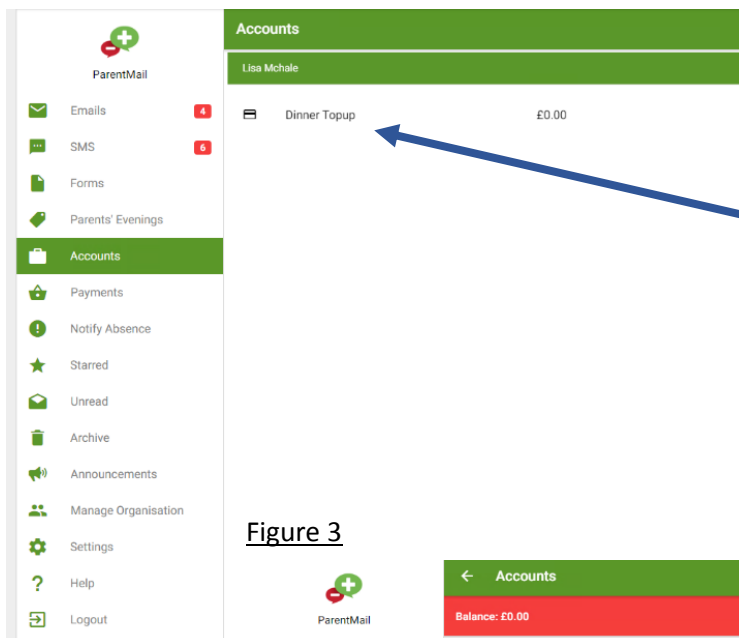 ParentMail
Emails 4
SMS 6
Forms
Parents' Evenings
Accounts
Payments
Notify Absence
Starred
Unread
Archive
Announcements
Manage Organisation
Settings
? Help
Logout
Accounts
Lisa Mchale
Dinner Topup £0.00
Figure 3
ParentMail
Accounts
Balance: £0.00